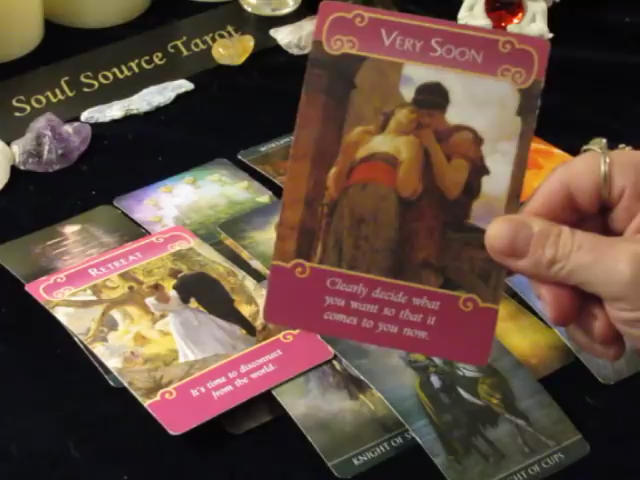 Soul Source Tarot
VERY SOON
Clearly decide what
you want so that it
comes to you now.
RETREAT
It's time to disconnect
from the world.
KNIGHT OF
OF CUPS